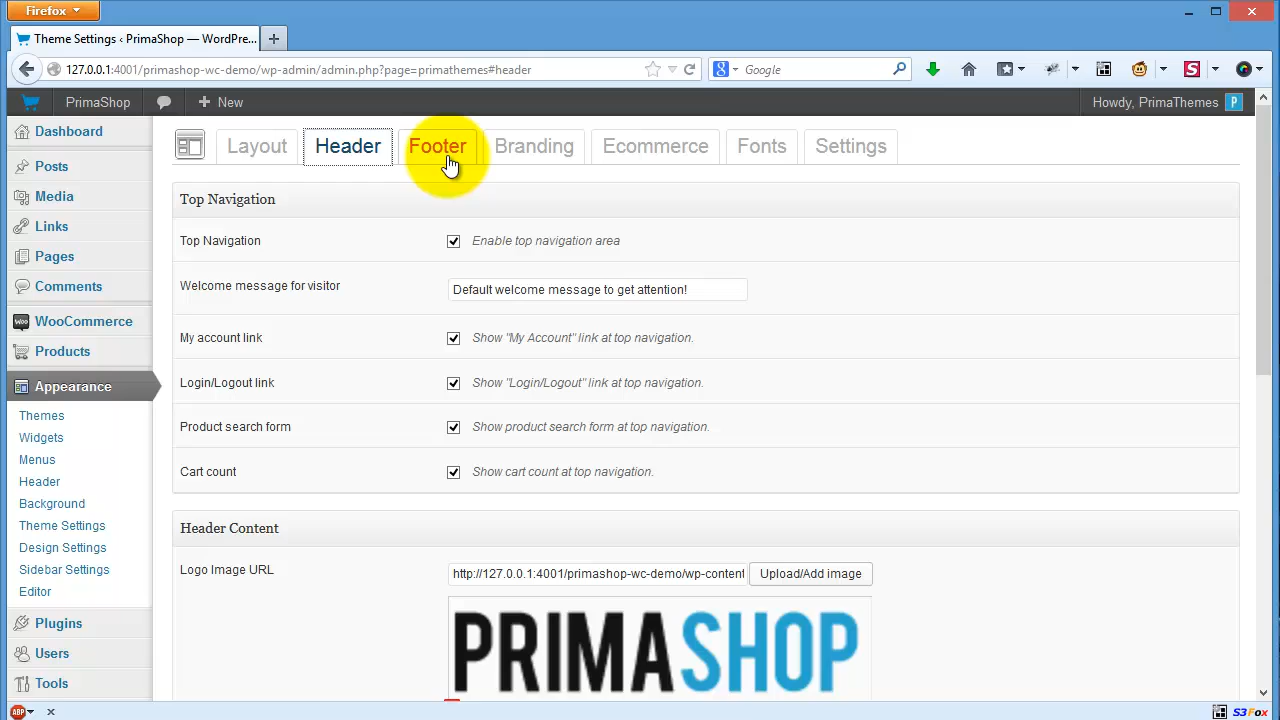 Firefox
Theme Settings ‹ PrimaShop — WordPre...
127.0.0.1:4001/primashop-wc-demo/wp-admin/admin.php?page=primathemes#header
Google
PrimaShop
New
Howdy, PrimaThemes
Dashboard
Posts
Media
Links
Pages
Comments
WooCommerce
Products
Appearance
Themes
Widgets
Menus
Header
Background
Theme Settings
Design Settings
Sidebar Settings
Editor
Plugins
Users
Tools
Layout
Header
Footer
Branding
Ecommerce
Fonts
Settings
Top Navigation
Top Navigation
Enable top navigation area
Welcome message for visitor
Default welcome message to get attention!
My account link
Show "My Account" link at top navigation.
Login/Logout link
Show "Login/Logout" link at top navigation.
Product search form
Show product search form at top navigation.
Cart count
Show cart count at top navigation.
Header Content
Logo Image URL
http://127.0.0.1:4001/primashop-wc-demo/wp-content
Upload/Add image
PRIMASHOP
ABP
S3Fox